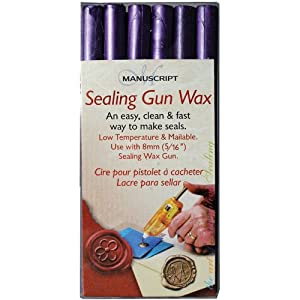 MANUSCRIPT
Sealing Gun Wax
An easy, clean & fast
way to make seals.
Low Temperature & Mailable.
Use with 8mm (5/16")
Sealing Wax Gun.
Cire pour pistolet à cacheter
Lacre para sellar